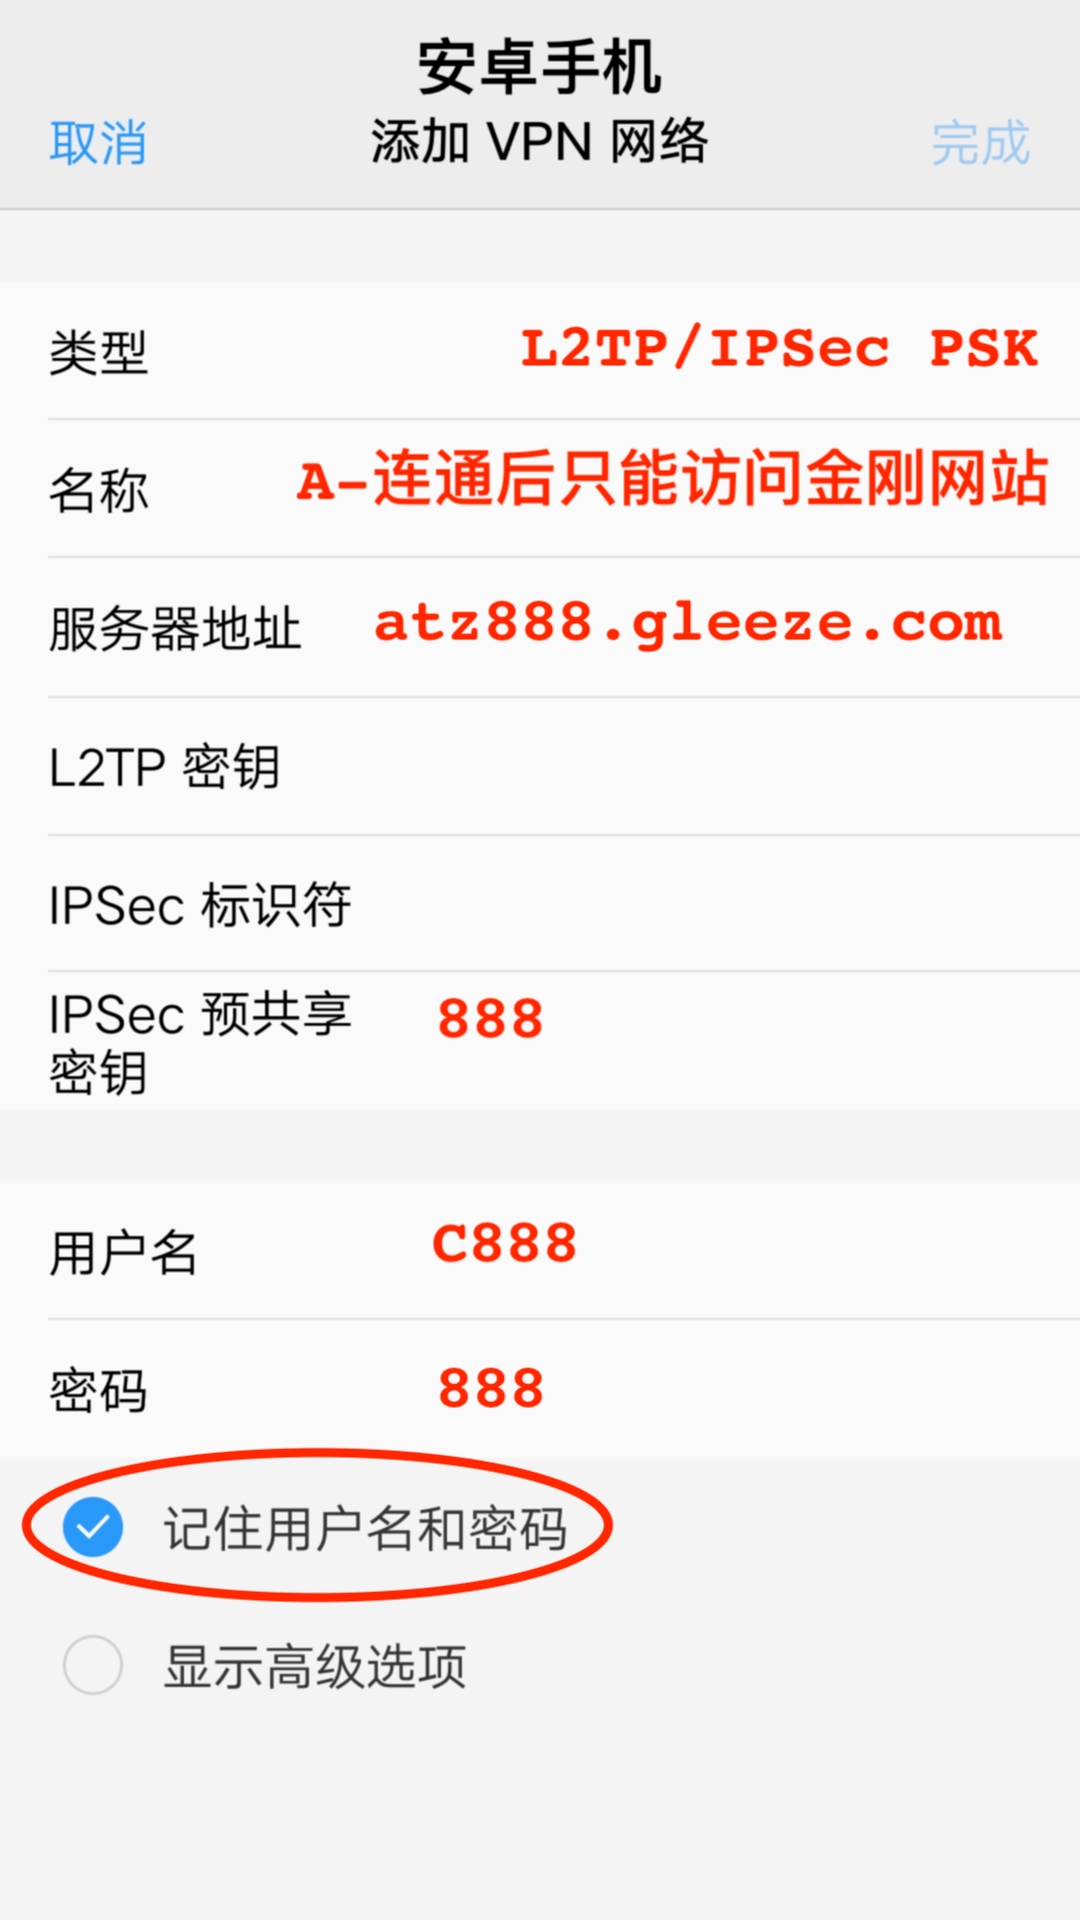 安卓手机
取消 添加 VPN 网络 完成
类型 L2TP/IPSec PSK
名称 A-连通后只能访问金刚网站
服务器地址 atz888.gleeze.com
L2TP 密钥
IPSec 标识符
IPSec 预共享 888
密钥
用户名 C888
密码 888
记住用户名和密码
显示高级选项